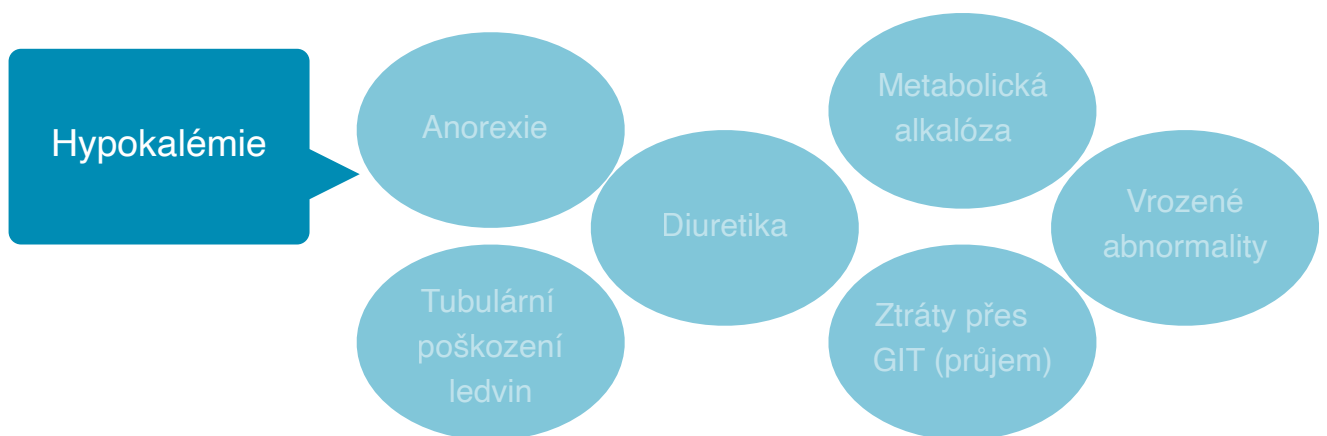 Hypokalémie
Anorexie
Tubulární
poškození
ledvin
Diuretika
Metabolická
alkalóza
Ztráty přes
GIT (průjem)
Vrozené
abnormality